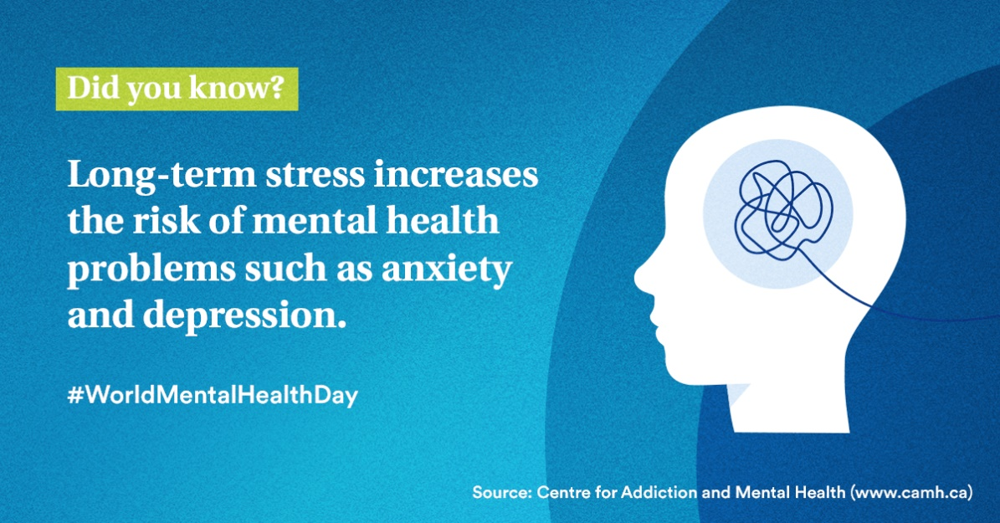 Did you know?
Long-term stress increases
the risk of mental health
problems such as anxiety
and depression.
#WorldMentalHealthDay
Source: Centre for Addiction and Mental Health (www.camh.ca)